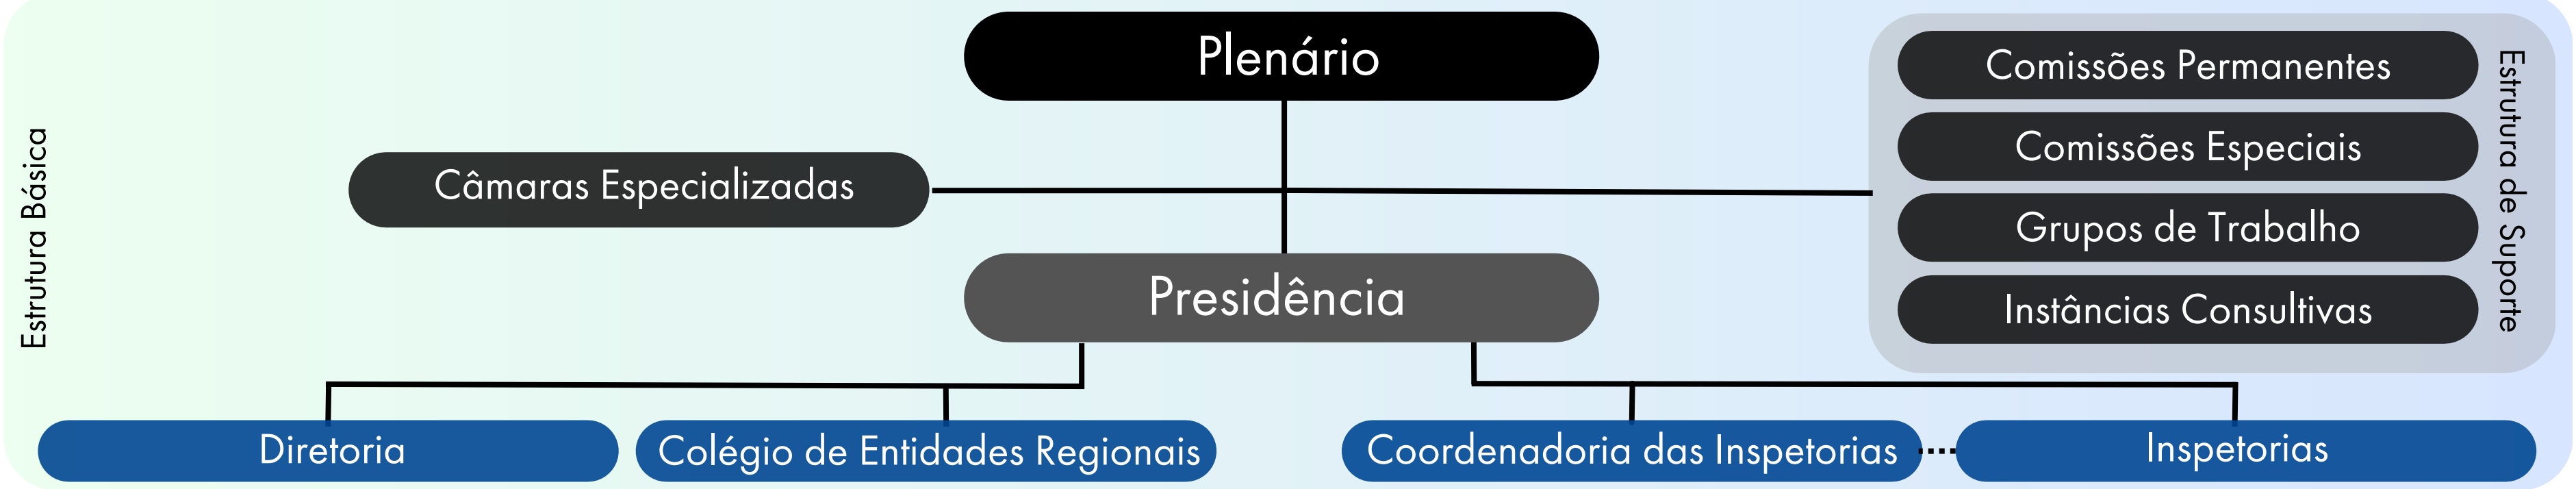 Estrutura Básica
Plenário
Câmaras Especializadas
Presidência
Comissões Permanentes
Comissões Especiais
Grupos de Trabalho
Instâncias Consultivas
Estrutura de Suporte
Diretoria
Colégio de Entidades Regionais
Coordenadoria das Inspetorias
Inspetorias